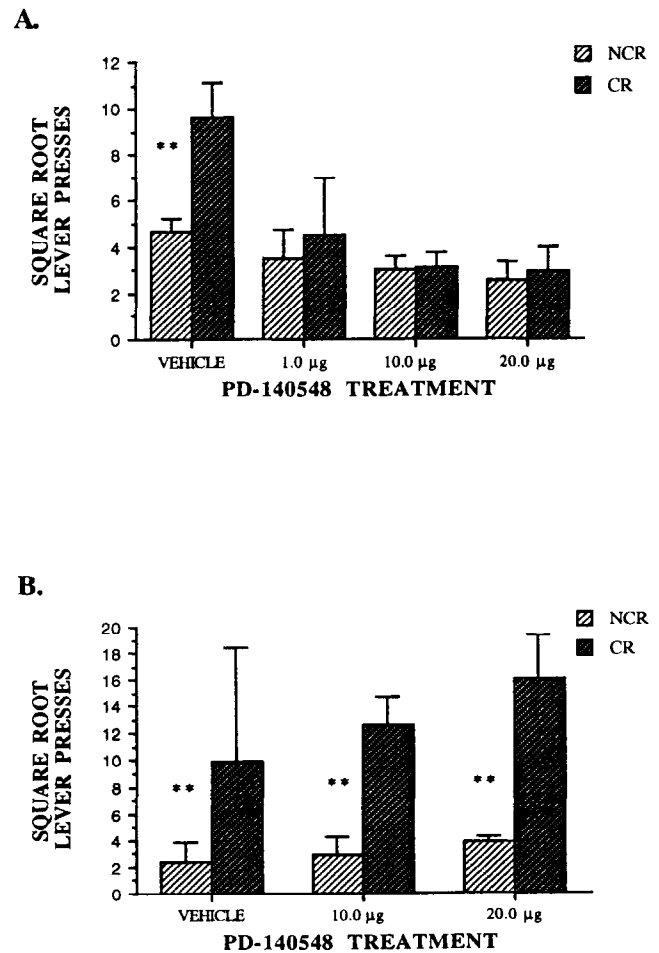 A.
NCR
CR
SQUARE ROOT
LEVER PRESSES
12
10
8
6
4
2
0
**
VEHICLE 1.0 µg 10.0 µg 20.0 µg
PD-140548 TREATMENT
B.
NCR
CR
SQUARE ROOT
LEVER PRESSES
20
18
16
14
12
10
8
6
4
2
0
** ** **
VEHICLE 10.0 µg 20.0 µg
PD-140548 TREATMENT